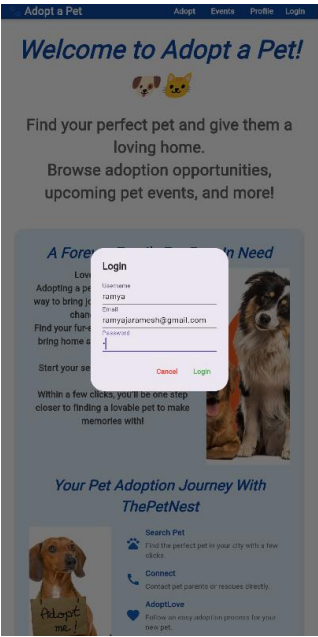 Adopt a Pet
Adopt Events Profile Login
Welcome to Adopt a Pet!
Find your perfect pet and give them a
loving home.
Browse adoption opportunities,
upcoming pet events, and more!
A Fore In Need
Lov
Adopting a pe
way to bring jo
chan
Find your fur-e
bring home a
Start your se
Within a few clicks, you'll be one step
closer to finding a lovable pet to make
memories with!
Login
Username
ramya
Email
ramyajaramesh@gmail.com
Password
Cancel Login
Your Pet Adoption Journey With
ThePetNest
Search Pet
Find the perfect pet in your city with a few
clicks.
Connect
Contact pet parents or rescues directly.
AdoptLove
Follow an easy adoption process for your
new pet.
Adopt
me!